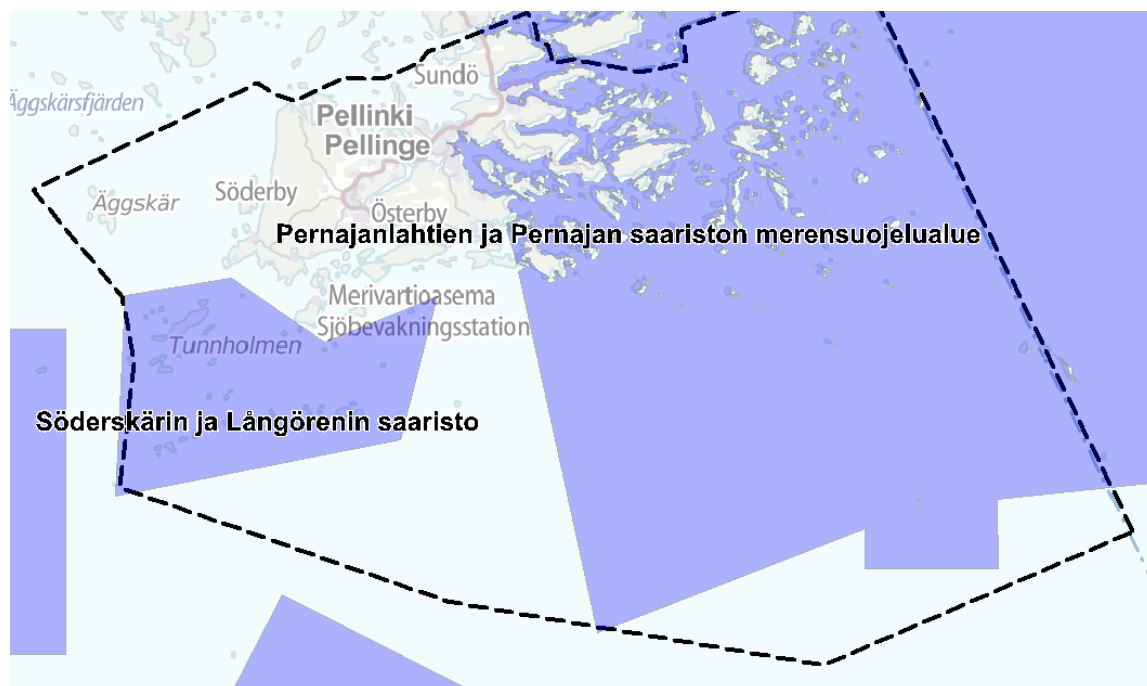 Sundö
Äggskärsfjärden
Pellinki
Pellinge
Äggskär
Söderby
Österby
Pernajanlahtien ja Pernajan saariston merensuojelualue
Merivartioasema
Sjöbevakningsstation
Tunnholmen
Söderskärin ja Långörenin saaristo